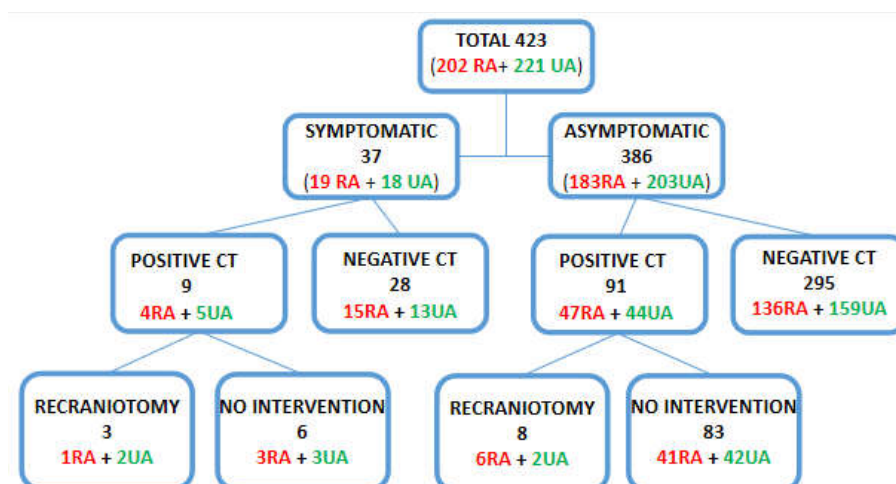 TOTAL 423
(202 RA+ 221 UA)
SYMPTOMATIC
37
(19 RA + 18 UA)
ASYMPTOMATIC
386
(183RA + 203UA)
POSITIVE CT
9
4RA + 5UA
NEGATIVE CT
28
15RA + 13UA
POSITIVE CT
91
47RA + 44UA
NEGATIVE CT
295
136RA + 159UA
RECRANIOTOMY
3
1RA + 2UA
NO INTERVENTION
6
3RA + 3UA
RECRANIOTOMY
8
6RA + 2UA
NO INTERVENTION
83
41RA + 42UA